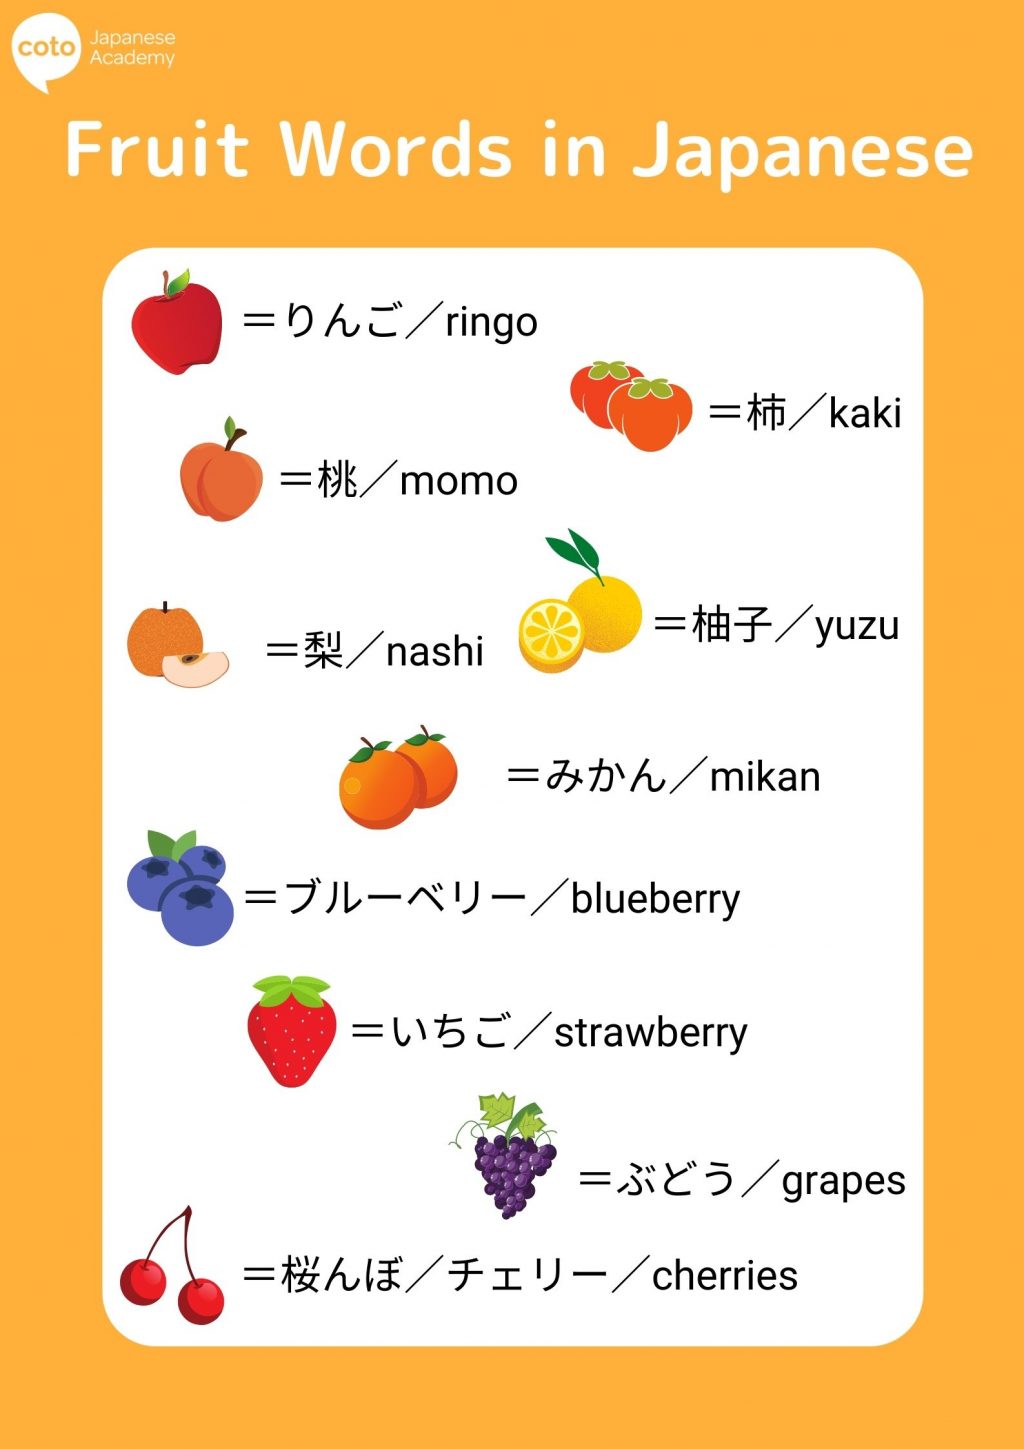 coto Japanese
Academy
Fruit Words in Japanese
＝りんご／ringo
＝柿／kaki
＝桃／momo
＝柚子／yuzu
＝梨／nashi
＝みかん／mikan
＝ブルーベリー／blueberry
＝いちご／strawberry
＝ぶどう／grapes
＝桜んぼ／チェリー／cherries